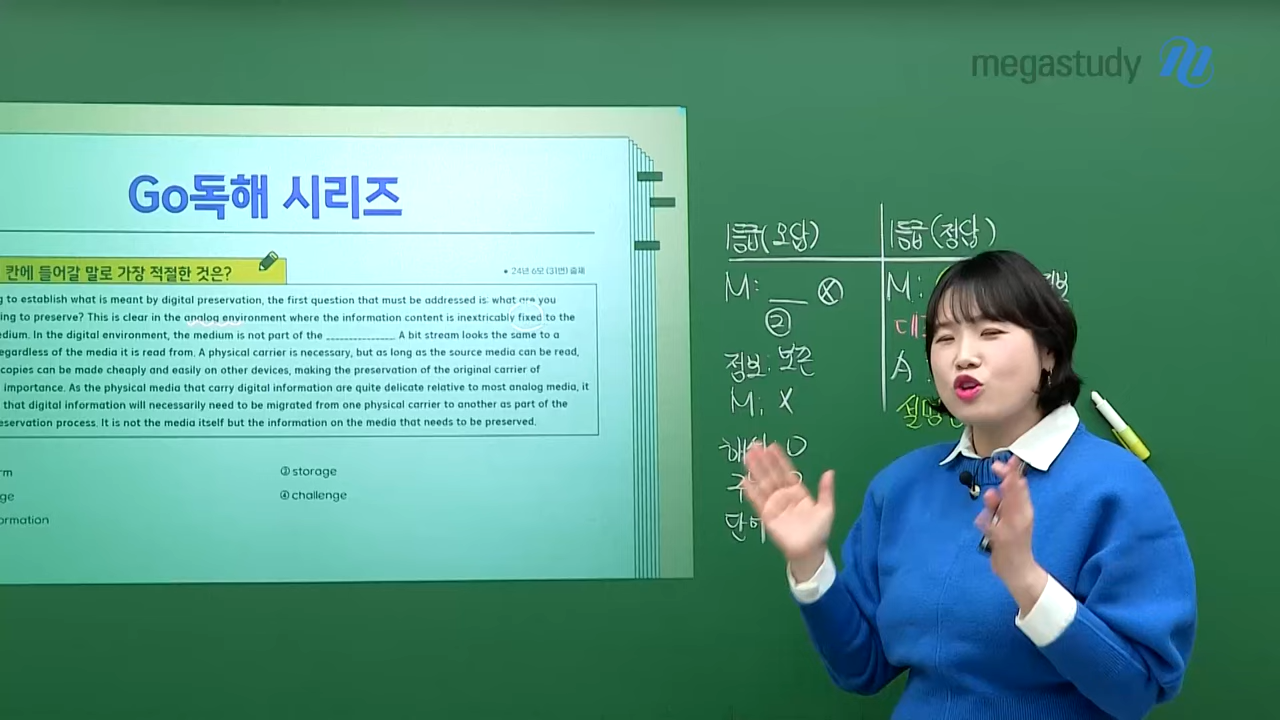 megastudy
Go독해 시리즈
칸에 들어갈 말로 가장 적절한 것은?
• 24년 6모 (31번) 출제
g to establish what is meant by digital preservation, the first question that must be addressed is: what are you
ing to preserve? This is clear in the analog environment where the information content is inextricably fixed to the
edium. In the digital environment, the medium is not part of the ______________. A bit stream looks the same to a
egardless of the media it is read from. A physical carrier is necessary, but as long as the source media can be read,
copies can be made cheaply and easily on other devices, making the preservation of the original carrier of
importance. As the physical media that carry digital information are quite delicate relative to most analog media, it
that digital information will necessarily need to be migrated from one physical carrier to another as part of the
eservation process. It is not the media itself but the information on the media that needs to be preserved.
rm
③ storage
ge
④ challenge
ormation
1등급(오답)
1등급(정답)
M: __ ⓧ
M:
②
정보: 보존
A
M: X
설명
O
단어